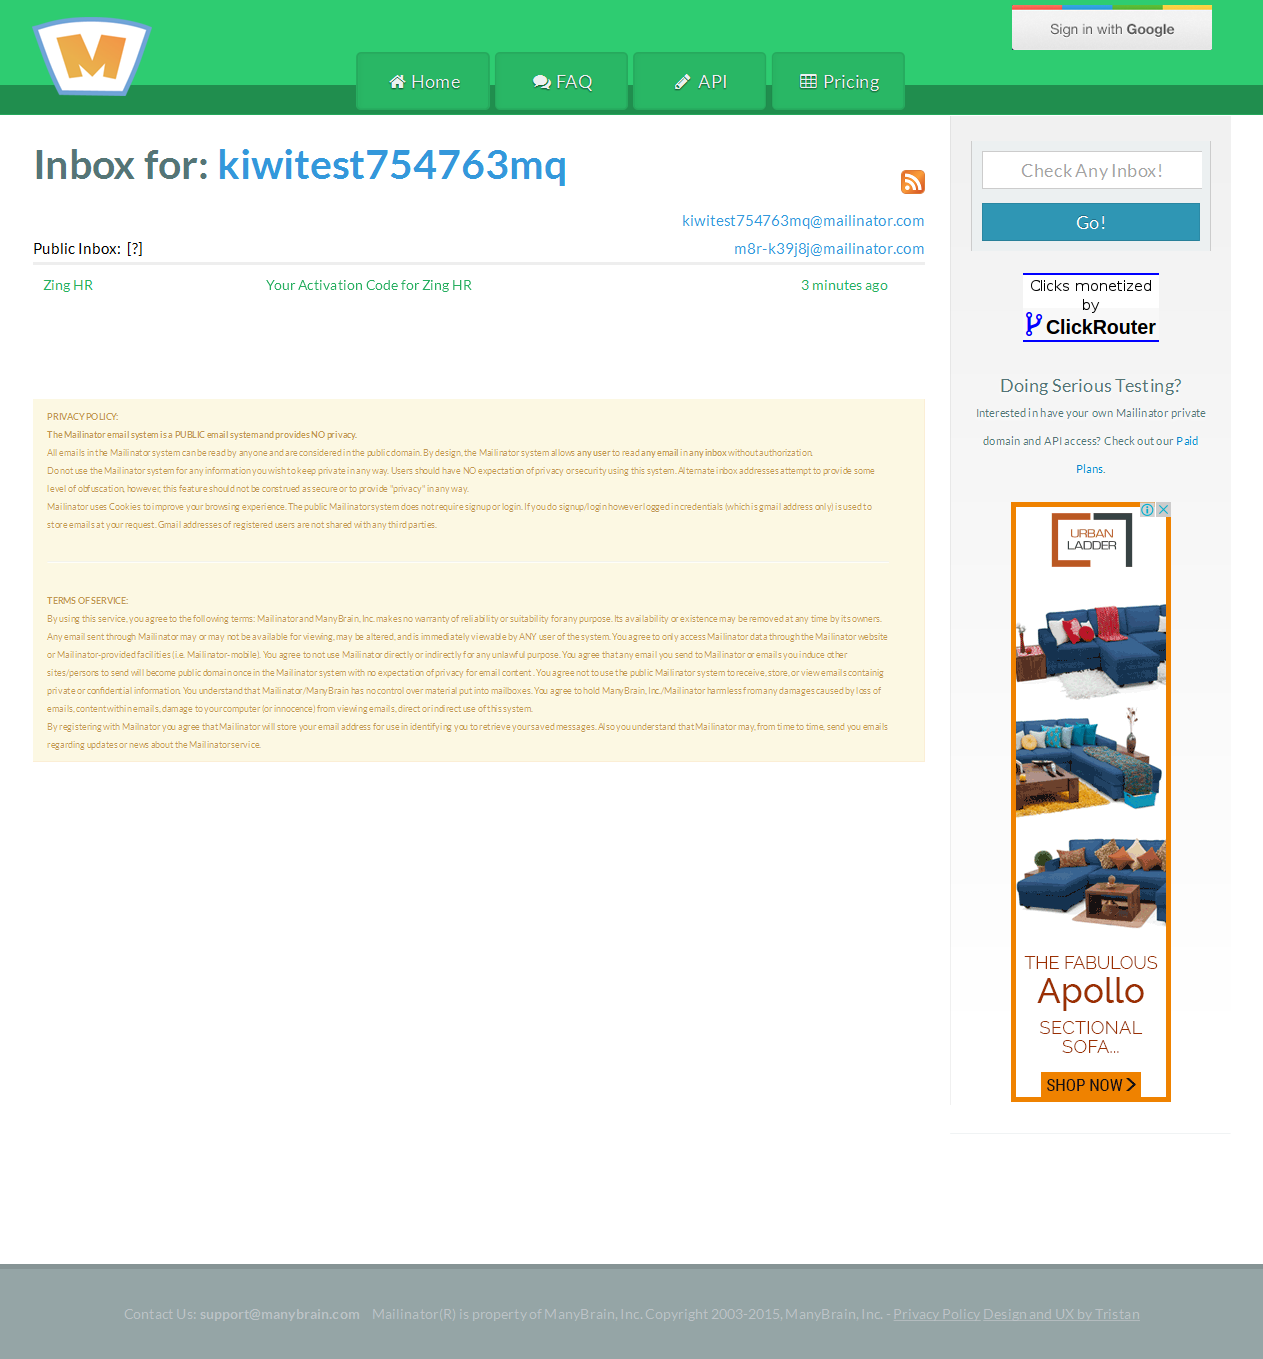 M
Sign in with Google
Home
FAQ
API
Pricing
Inbox for: kiwitest754763mq
kiwitest754763mq@mailinator.com
Public Inbox: [?]
m8r-k39j8j@mailinator.com
Zing HR
Your Activation Code for Zing HR
3 minutes ago
PRIVACY POLICY:
The Mailinator email system is a PUBLIC email system and provides NO privacy.
All emails in the Mailinator system can be read by anyone and are considered in the public domain. By design, the Mailinator system allows any user to read any email in any inbox without authorization.
Do not use the Mailinator system for any information you wish to keep private in any way. Users should have NO expectation of privacy or security using this system. Alternate inbox addresses attempt to provide some
level of obfuscation, however, this feature should not be construed as secure or to provide "privacy" in any way.
Mailinator uses Cookies to improve your browsing experience. The public Mailinator system does not require signup or login. If you do signup/login however logged in credentials (which is gmail address only) is used to
store emails at your request. Gmail addresses of registered users are not shared with any third parties.
TERMS OF SERVICE:
By using this service, you agree to the following terms: Mailinator and ManyBrain, Inc. makes no warranty of reliability or suitability for any purpose. Its availability or existence may be removed at any time by its owners.
Any email sent through Mailinator may or may not be available for viewing, may be altered, and is immediately viewable by ANY user of the system. You agree to only access Mailinator data through the Mailinator website
or Mailinator-provided facilities (i.e. Mailinator-mobile). You agree to not use Mailinator directly or indirectly for any unlawful purpose. You agree that any email you send to Mailinator or emails you induce other
sites/persons to send will become public domain once in the Mailinator system with no expectation of privacy for email content. You agree not to use the public Mailinator system to receive, store, or view emails containig
private or confidential information. You understand that Mailinator/ManyBrain has no control over material put into mailboxes. You agree to hold ManyBrain, Inc./Mailinator harmless from any damages caused by loss of
emails, content within emails, damage to your computer (or innocence) from viewing emails, direct or indirect use of this system.
By registering with Mailnator you agree that Mailinator will store your email address for use in identifying you to retrieve your saved messages. Also you understand that Mailinator may, from time to time, send you emails
regarding updates or news about the Mailinator service.
Check Any Inbox!
Go!
Clicks monetized
by
ClickRouter
Doing Serious Testing?
Interested in have your own Mailinator private
domain and API access? Check out our Paid
Plans.
URBAN
LADDER
THE FABULOUS
Apollo
SECTIONAL
SOFA...
SHOP NOW
Contact Us: support@manybrain.com Mailinator(R) is property of ManyBrain, Inc. Copyright 2003-2015, ManyBrain, Inc. - Privacy Policy Design and UX by Tristan